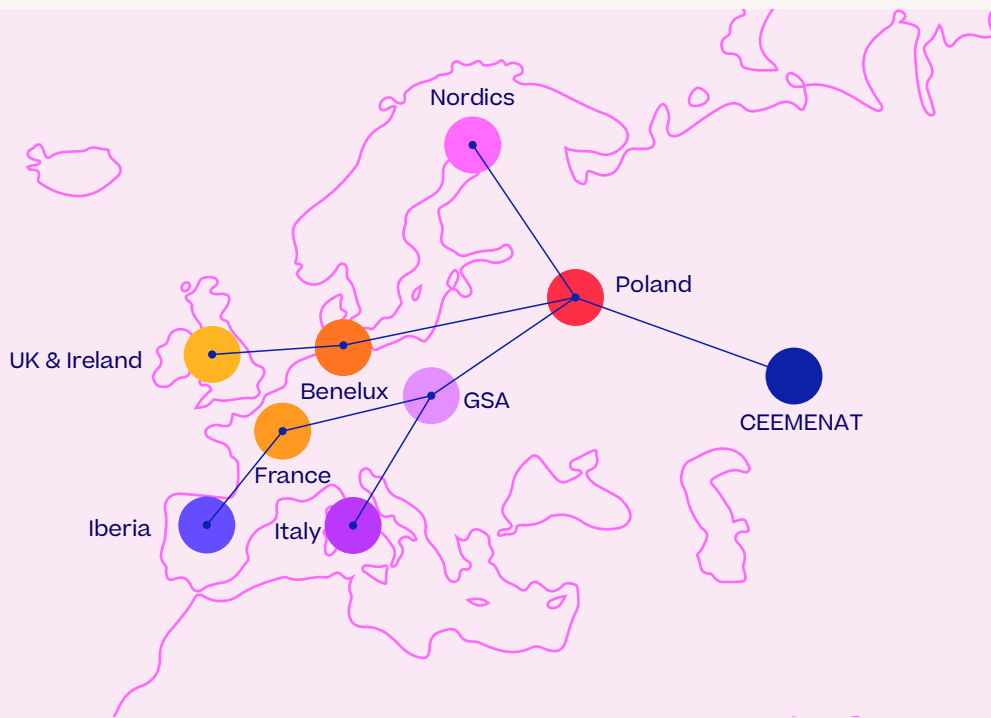 Nordics
Poland
UK & Ireland
Benelux
GSA
CEEMENAT
France
Iberia
Italy